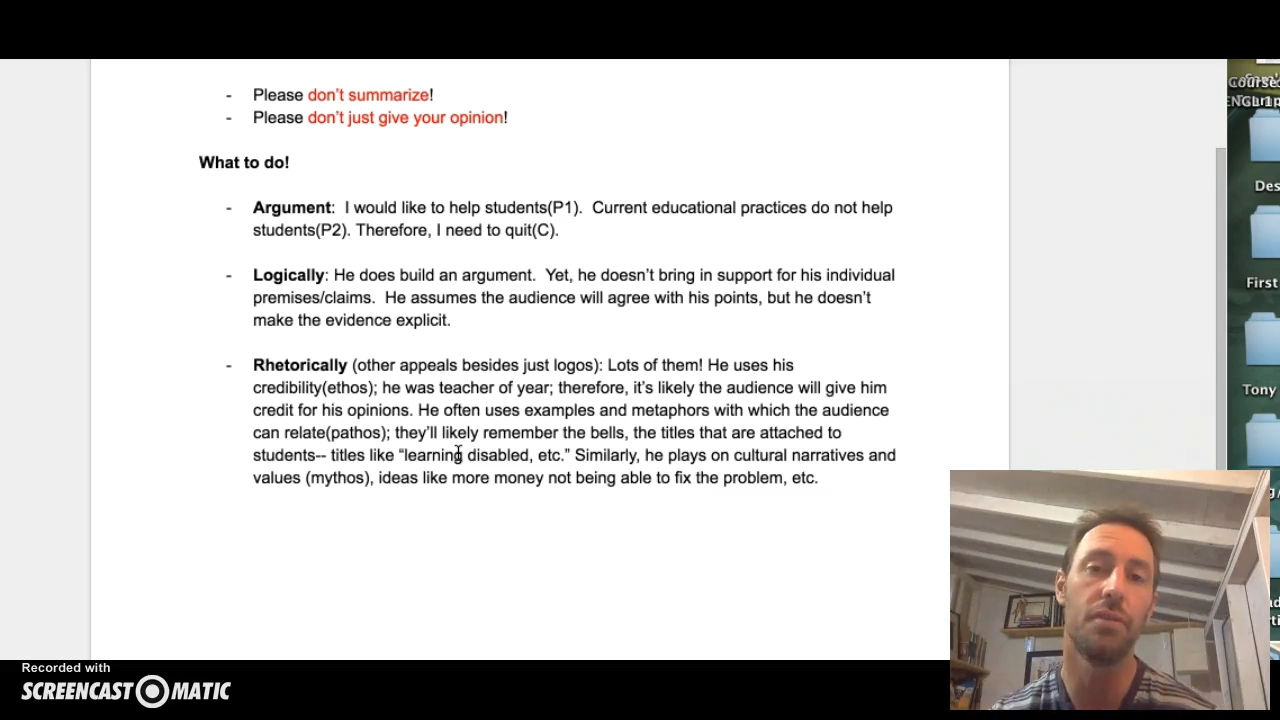 - Please don't summarize!
- Please don't just give your opinion!
What to do!
- Argument: I would like to help students(P1). Current educational practices do not help
students(P2). Therefore, I need to quit(C).
- Logically: He does build an argument. Yet, he doesn't bring in support for his individual
premises/claims. He assumes the audience will agree with his points, but he doesn't
make the evidence explicit.
- Rhetorically (other appeals besides just logos): Lots of them! He uses his
credibility(ethos); he was teacher of year; therefore, it's likely the audience will give him
credit for his opinions. He often uses examples and metaphors with which the audience
can relate(pathos); they'll likely remember the bells, the titles that are attached to
students-- titles like “learning disabled, etc.” Similarly, he plays on cultural narratives and
values (mythos), ideas like more money not being able to fix the problem, etc.
Course
Des
First
Tony
Recorded with
SCREENCAST MATIC